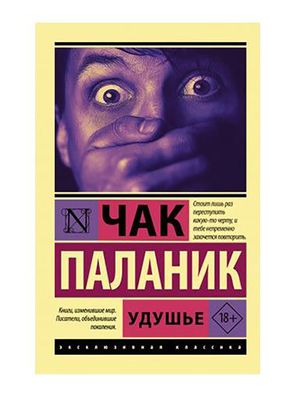 Стоит лишь раз
переступить
какую-то черту, и
тебе непременно
захочется повторить.
ЧАК
ПАЛАНИК
Книги, изменившие мир.
Писатели, объединившие
поколения.
УДУШЬЕ
18+
ЭКСКЛЮЗИВНАЯ КЛАССИКА